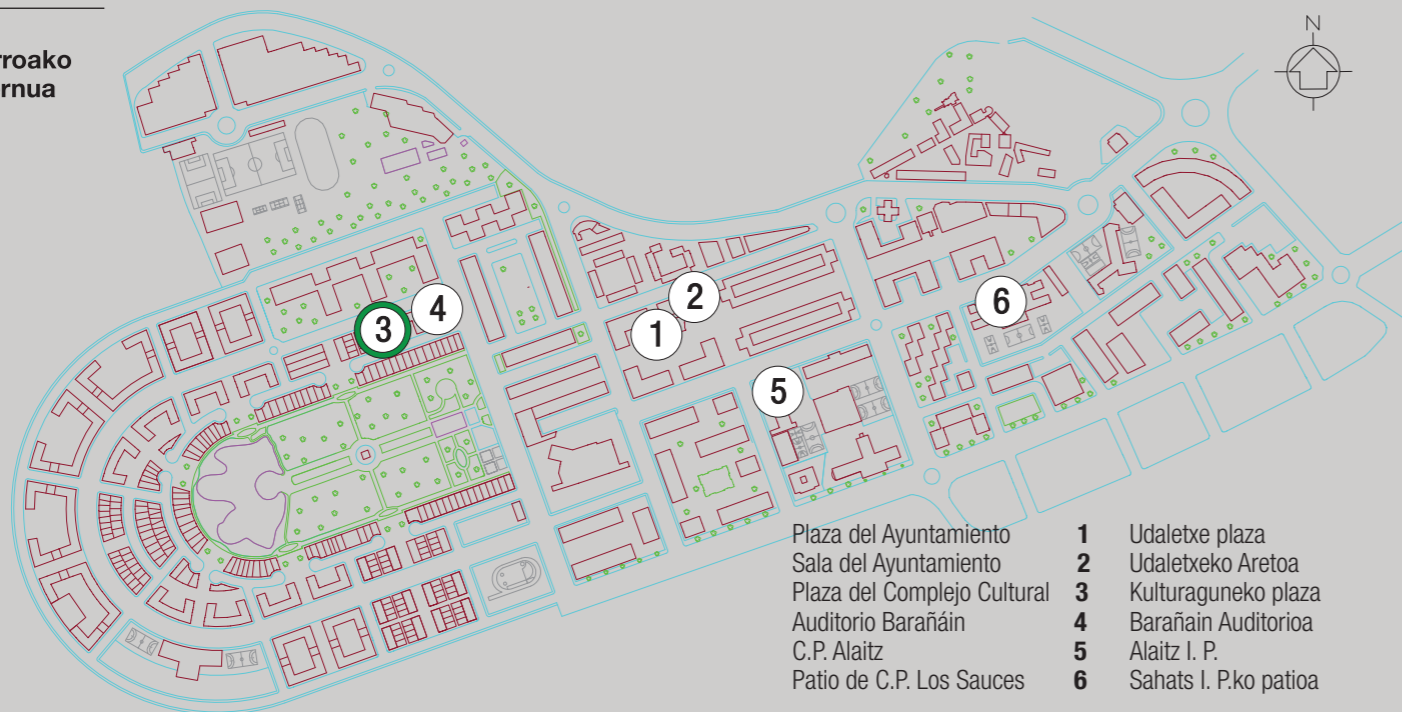 rroako
rnua
N
3
4
2
1
6
5
Plaza del Ayuntamiento 1 Udaletxe plaza
Sala del Ayuntamiento 2 Udaletxeko Aretoa
Plaza del Complejo Cultural 3 Kulturaguneko plaza
Auditorio Barañáin 4 Barañain Auditorioa
C.P. Alaitz 5 Alaitz I. P.
Patio de C.P. Los Sauces 6 Sahats I. P.ko patioa